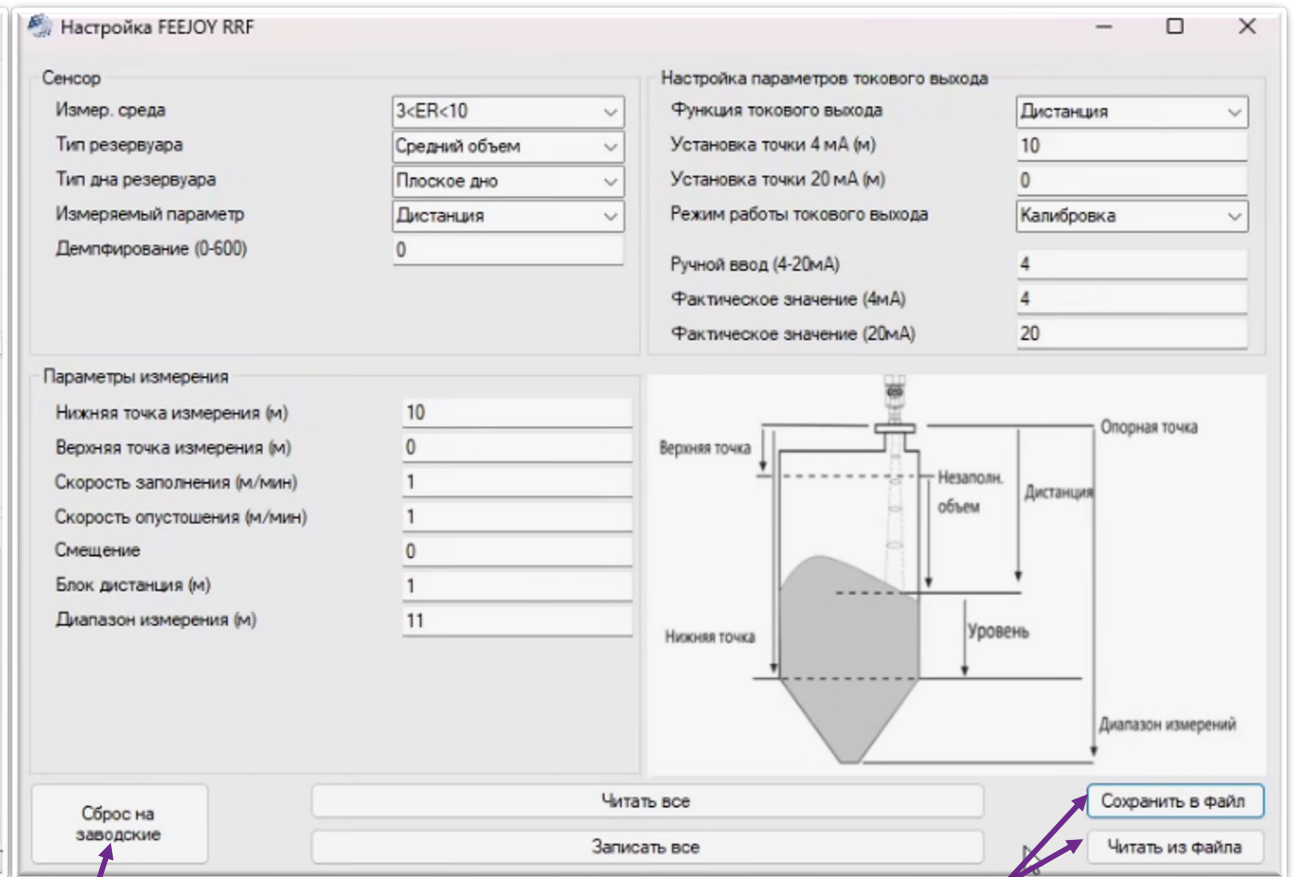 Настройка FEEJOY RRF
Сенсор
Измер. среда 3<ER<10
Тип резервуара Средний объем
Тип дна резервуара Плоское дно
Измеряемый параметр Дистанция
Демпфирование (0-600) 0
Настройка параметров токового выхода
Функция токового выхода Дистанция
Установка точки 4 мА (м) 10
Установка точки 20 мА (м) 0
Режим работы токового выхода Калибровка
Ручной ввод (4-20мА) 4
Фактическое значение (4мА) 4
Фактическое значение (20мА) 20
Параметры измерения
Нижняя точка измерения (м) 10
Верхняя точка измерения (м) 0
Скорость заполнения (м/мин) 1
Скорость опустошения (м/мин) 1
Смещение 0
Блок дистанция (м) 1
Диапазон измерения (м) 11
Опорная точка
Верхняя точка
Незаполн.
объем
Дистанция
Нижняя точка
Уровень
Диапазон измерений
Сброс на
заводские
Читать все
Записать все
Сохранить в файл
Читать из файла